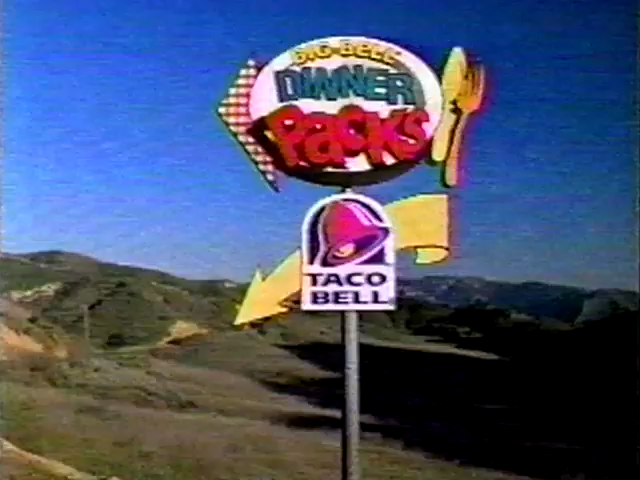 BIG BELL
DINNER
Packs
TACO
BELL